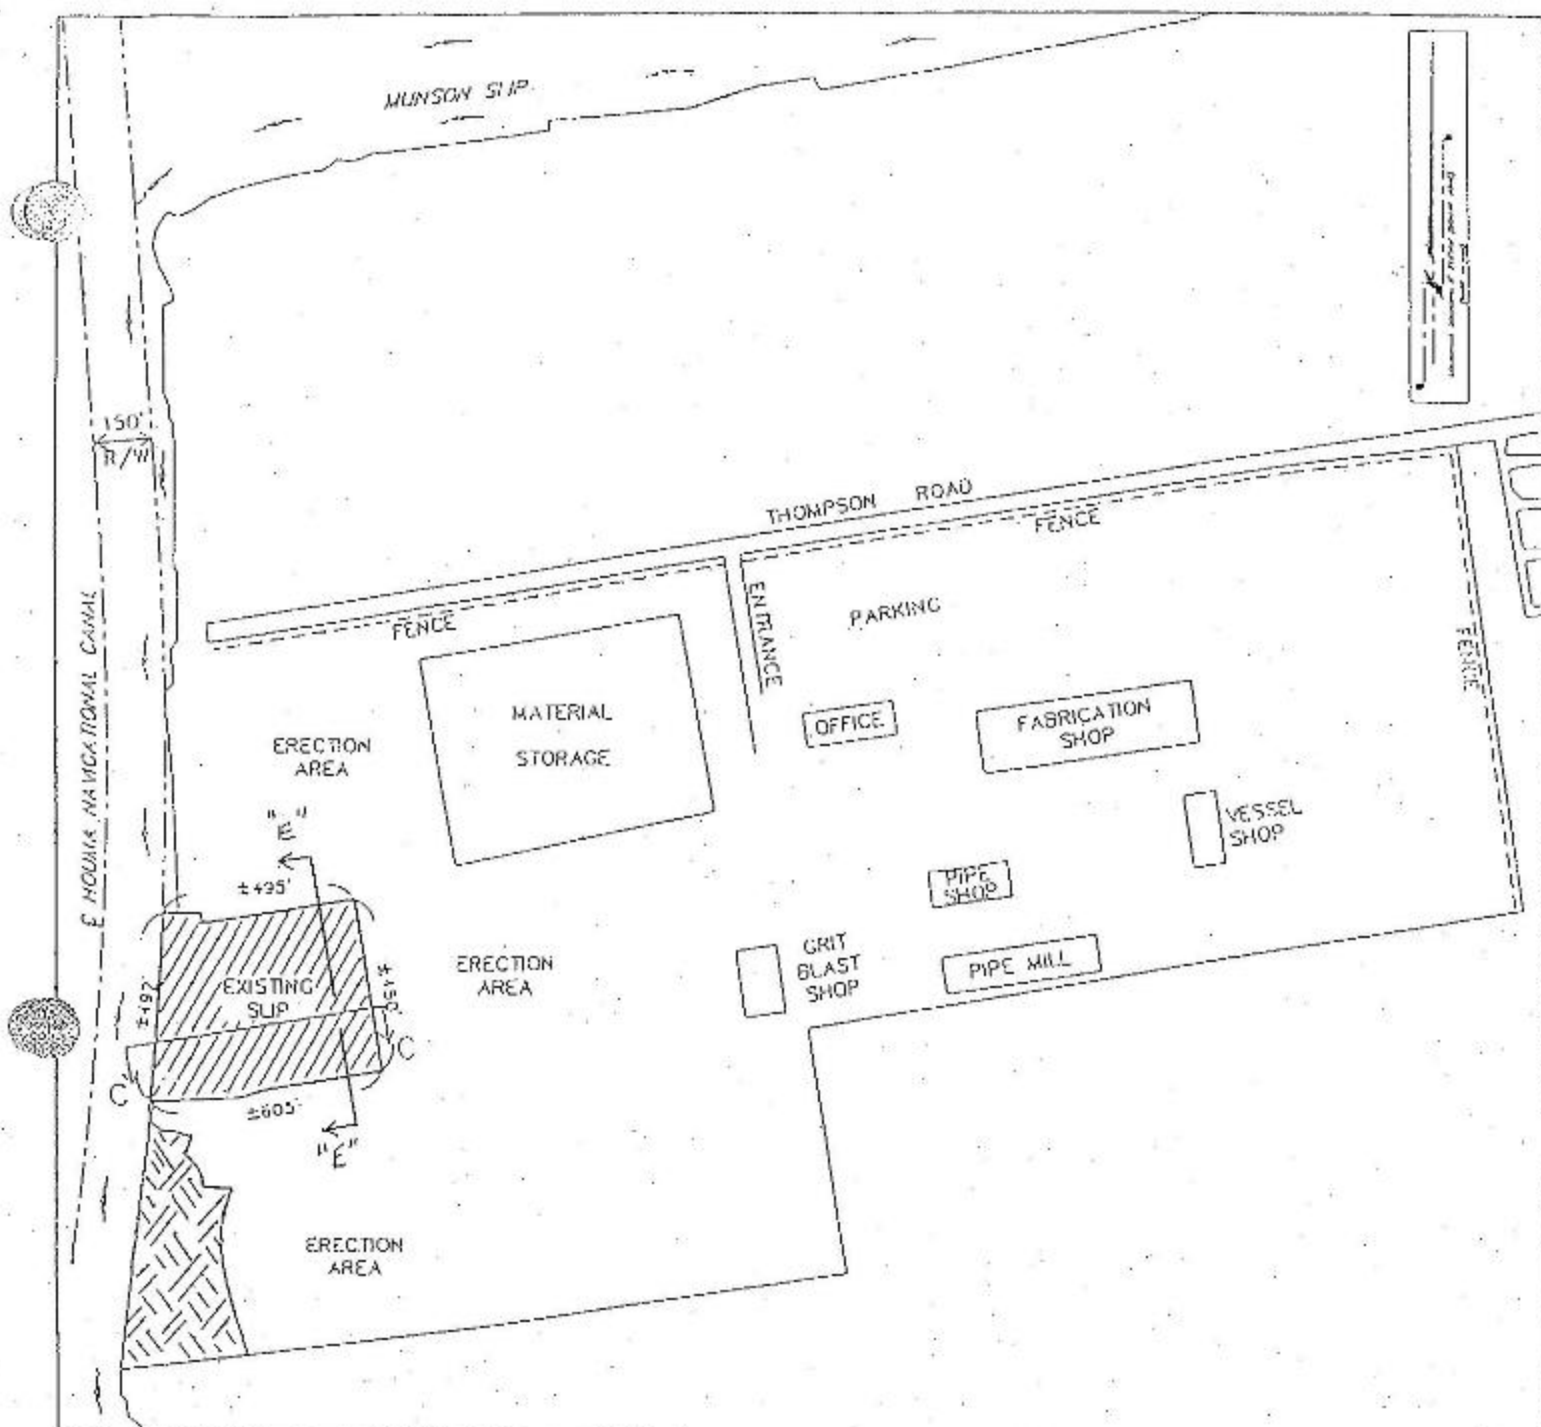 MUNSON SLIP
150'
R/W
THOMPSON ROAD
FENCE
FENCE
ENTRANCE
PARKING
FENCE
℄ HOUMA NAVIGATIONAL CANAL
MATERIAL
STORAGE
OFFICE
FABRICATION
SHOP
ERECTION
AREA
VESSEL
SHOP
"E"
±495'
PIPE
SHOP
GRIT
BLAST
SHOP
PIPE MILL
ERECTION
AREA
EXISTING
SLIP
±492'
±450'
C
C
±605'
"E"
ERECTION
AREA